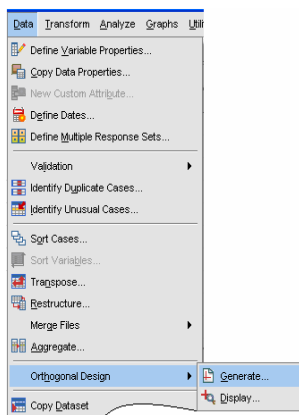 Data Transform Analyze Graphs Utili
Define Variable Properties...
Copy Data Properties...
New Custom Attribute...
Define Dates...
Define Multiple Response Sets...
Validation
Identify Duplicate Cases...
Identify Unusual Cases...
Sort Cases...
Sort Variables...
Transpose...
Restructure...
Merge Files
Aggregate...
Orthogonal Design
Generate...
Display...
Copy Dataset